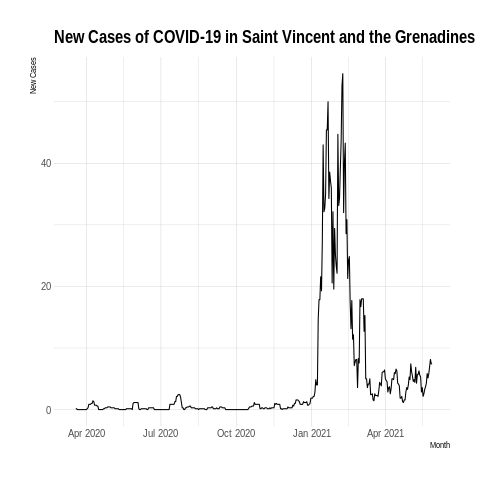 New Cases of COVID-19 in Saint Vincent and the Grenadines
New Cases
40
20
0
Apr 2020 Jul 2020 Oct 2020 Jan 2021 Apr 2021
Month